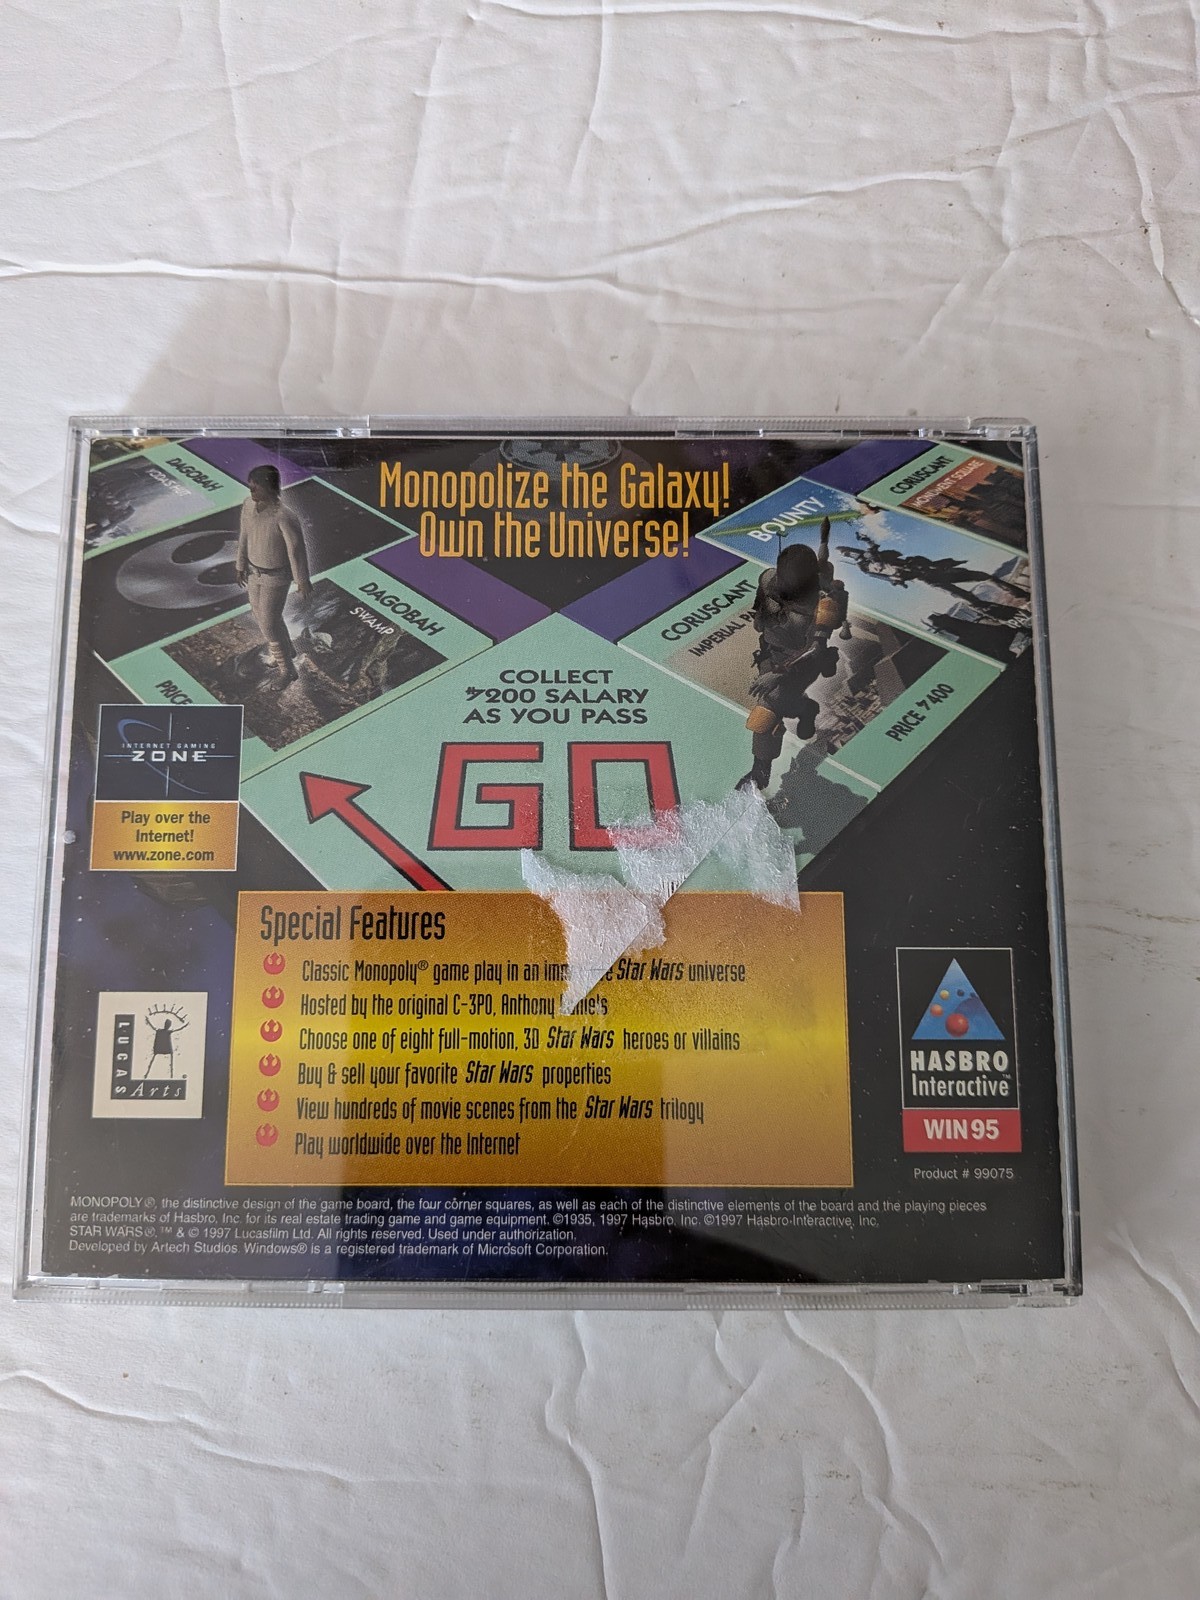 Monopolize the Galaxy!
Own the Universe!
DAGOBAH
DAGOBAH
SWAMP
PRICE
BOUNTY
CORUSCANT
MONUMENT SQUARE
CORUSCANT
IMPERIAL
PRICE 400
COLLECT
200 SALARY
AS YOU PASS
GO
INTERNET GAMING
ZONE
Play over the
Internet!
www.zone.com
Special Features
Classic Monopoly® game play in an Star Wars universe
Hosted by the original C-3PO, Anthony
Choose one of eight full-motion, 3D Star Wars heroes or villains
Buy & sell your favorite Star Wars properties
View hundreds of movie scenes from the Star Wars trilogy
Play worldwide over the Internet
LUCAS
Arts
HASBRO
Interactive™
WIN 95
Product # 99075
MONOPOLY®, the distinctive design of the game board, the four corner squares, as well as each of the distinctive elements of the board and the playing pieces
are trademarks of Hasbro, Inc. for its real estate trading game and game equipment. ©1935, 1997 Hasbro, Inc. ©1997 Hasbro-Interactive, Inc.
STAR WARS®, ™ & © 1997 Lucasfilm Ltd. All rights reserved. Used under authorization.
Developed by Artech Studios. Windows® is a registered trademark of Microsoft Corporation.